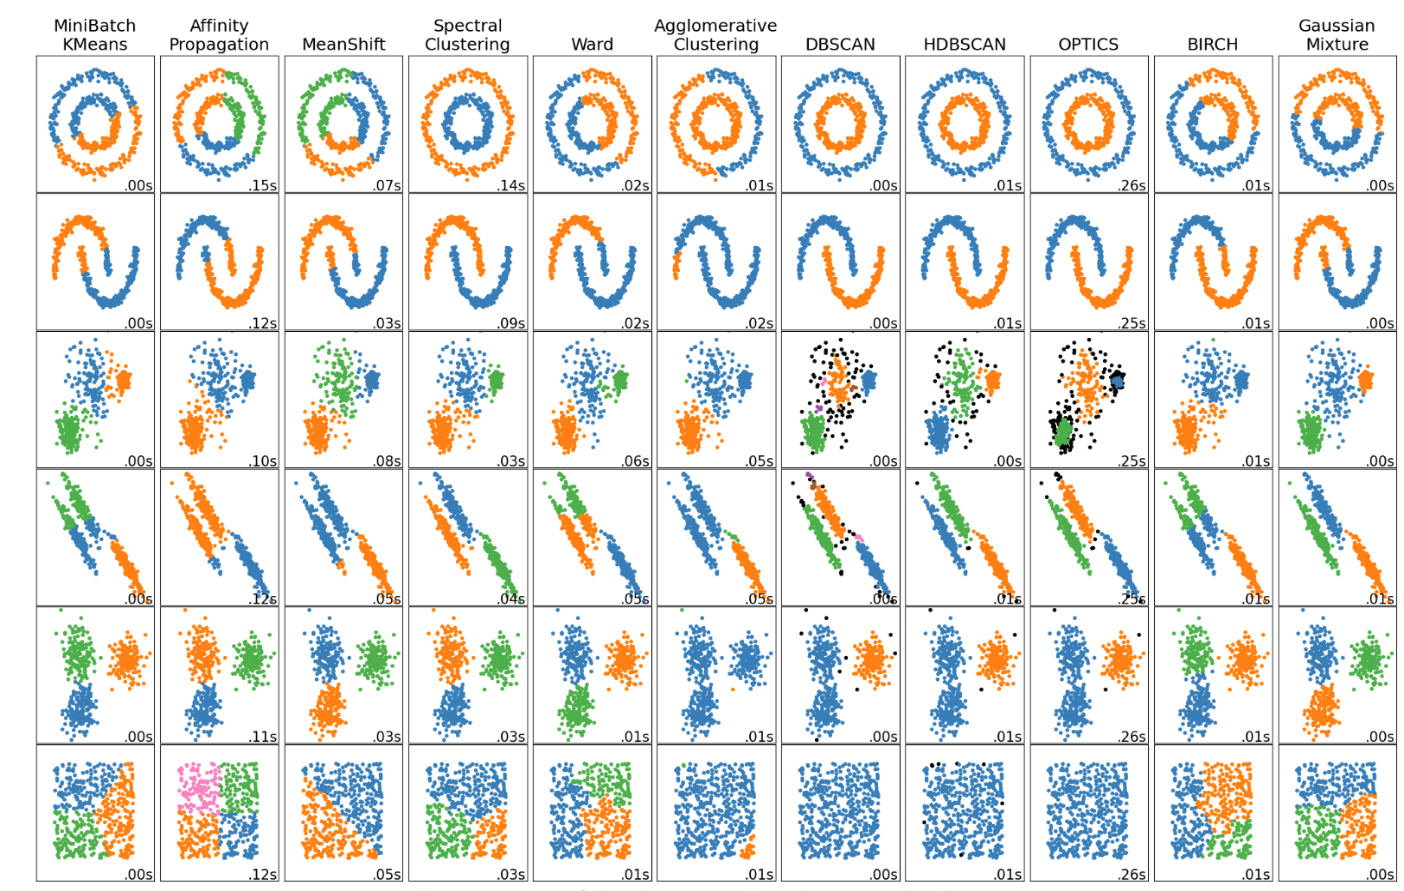 MiniBatch
KMeans
Affinity
Propagation
MeanShift
Spectral
Clustering
Ward
Agglomerative
Clustering
DBSCAN
HDBSCAN
OPTICS
BIRCH
Gaussian
Mixture
.00s .15s .07s .14s .02s .01s .00s .01s .26s .01s .00s
.00s .12s .03s .09s .02s .02s .00s .01s .25s .01s .00s
.00s .10s .08s .03s .06s .05s .00s .00s .25s .01s .00s
.00s .12s .05s .04s .05s .05s .00s .01s .25s .01s .01s
.00s .11s .03s .03s .01s .01s .00s .01s .26s .01s .00s
.00s .12s .05s .03s .01s .01s .00s .01s .26s .01s .00s